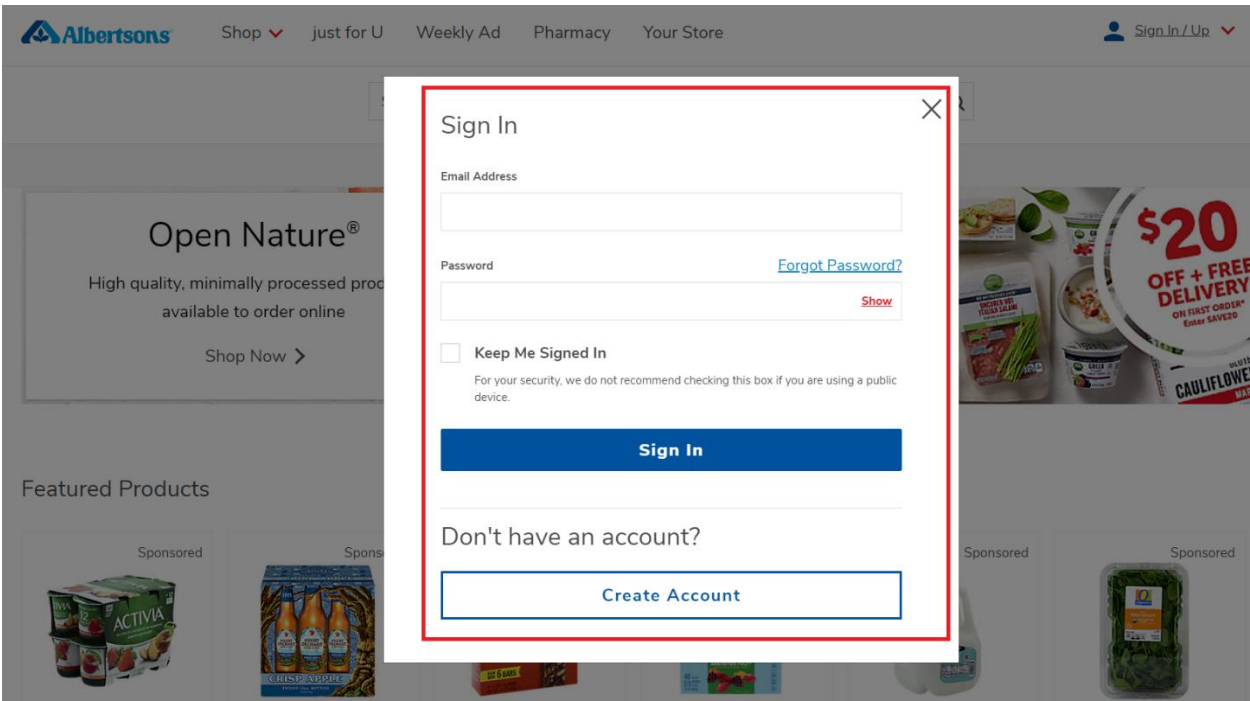 Albertsons
Shop just for U Weekly Ad Pharmacy Your Store
Sign In / Up
Sign In
Email Address
Password Forgot Password?
Show
Keep Me Signed In
For your security, we do not recommend checking this box if you are using a public
device.
Sign In
Don't have an account?
Create Account
Open Nature®
High quality, minimally processed proc
available to order online
Shop Now
$20
OFF + FREE
DELIVERY
ON FIRST ORDER*
Enter SAVE20
CAULIFLOWE
Featured Products
Sponsored
Spons
Sponsored
Sponsored
ACTIVIA
CRISP APPLE
6 BARS